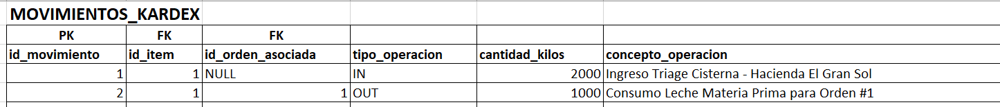 MOVIMIENTOS_KARDEX
PK FK FK
id_movimiento id_item id_orden_asociada tipo_operacion cantidad_kilos concepto_operacion
1 1 NULL IN 2000 Ingreso Triage Cisterna - Hacienda El Gran Sol
2 1 1 OUT 1000 Consumo Leche Materia Prima para Orden #1